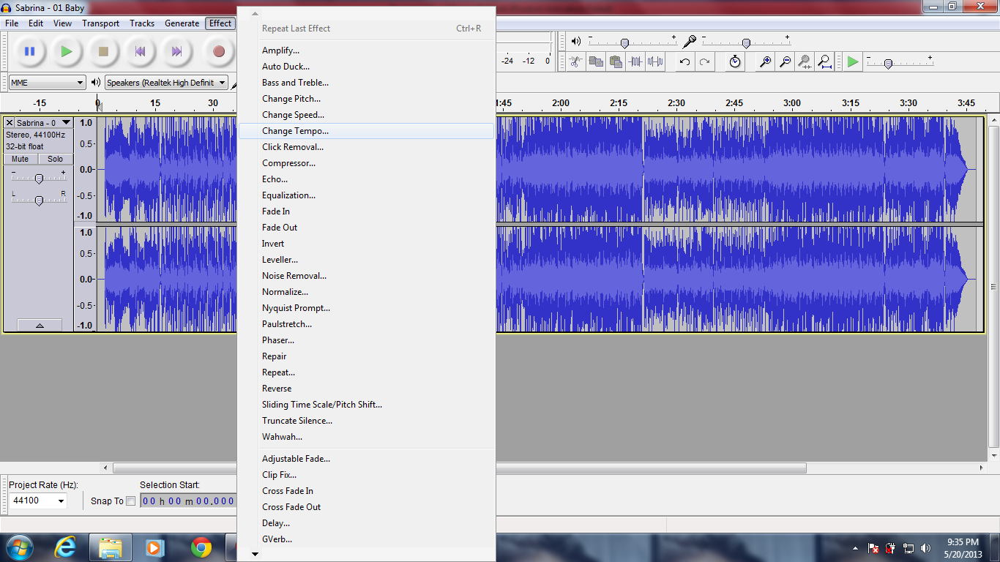 Sabrina - 01 Baby
File Edit View Transport Tracks Generate Effect
Repeat Last Effect Ctrl+R
Amplify...
Auto Duck...
Bass and Treble...
Change Pitch...
Change Speed...
Change Tempo...
Click Removal...
Compressor...
Echo...
Equalization...
Fade In
Fade Out
Invert
Leveller...
Noise Removal...
Normalize...
Nyquist Prompt...
Paulstretch...
Phaser...
Repair
Repeat...
Reverse
Sliding Time Scale/Pitch Shift...
Truncate Silence...
Wahwah...
Adjustable Fade...
Clip Fix...
Cross Fade In
Cross Fade Out
Delay...
GVerb...
-24 -12 0
MME Speakers (Realtek High Definit
-15 0 15 30 1:45 2:00 2:15 2:30 2:45 3:00 3:15 3:30 3:45
Sabrina - 0
Stereo, 44100Hz
32-bit float
Mute Solo
- +
L R
1.0
0.5
0.0
-0.5
-1.0
1.0
0.5
0.0
-0.5
-1.0
Project Rate (Hz): Selection Start:
44100 Snap To 00 h 00 m 00.000
9:35 PM
5/20/2013